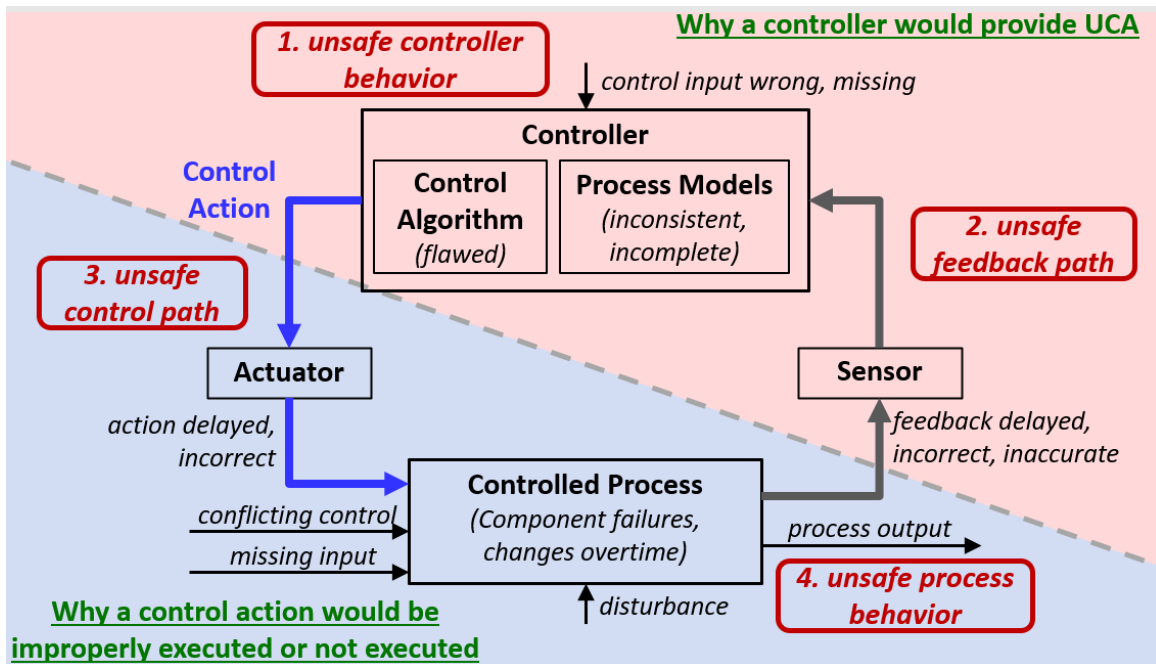 Why a controller would provide UCA
1. unsafe controller
behavior
control input wrong, missing
Controller
Control
Algorithm
(flawed)
Process Models
(inconsistent,
incomplete)
Control
Action
2. unsafe
feedback path
3. unsafe
control path
Actuator
Sensor
action delayed,
incorrect
feedback delayed,
incorrect, inaccurate
Controlled Process
(Component failures,
changes overtime)
conflicting control
missing input
process output
disturbance
4. unsafe process
behavior
Why a control action would be
improperly executed or not executed